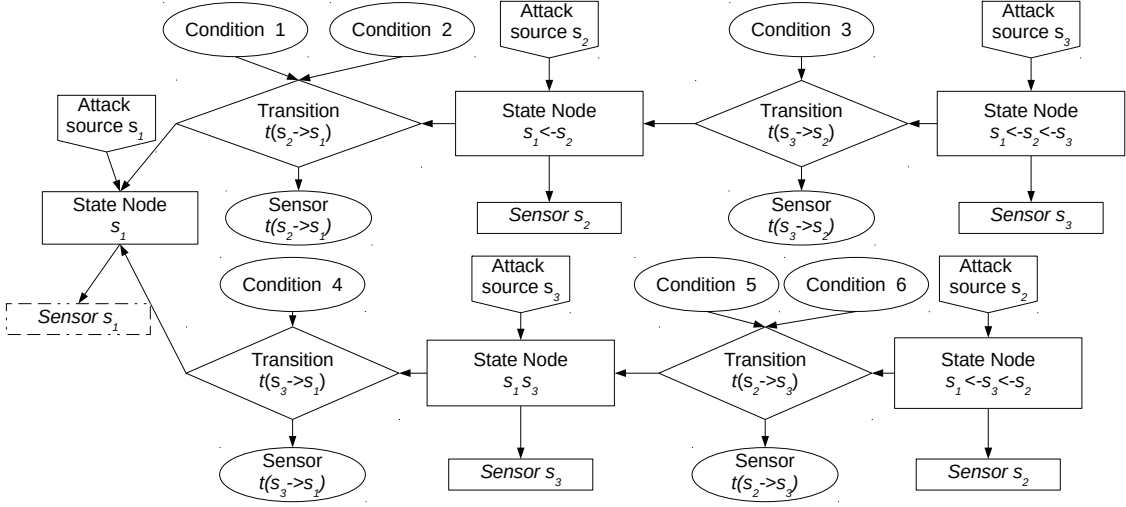 Condition 1
Condition 2
Attack
source s2
Condition 3
Attack
source s3
Attack
source s1
Transition
t(s2->s1)
State Node
s1<-s2
Transition
t(s3->s2)
State Node
s1<-s2<-s3
State Node
s1
Sensor
t(s2->s1)
Sensor s2
Sensor
t(s3->s2)
Sensor s3
Sensor s1
Condition 4
Attack
source s3
Condition 5
Condition 6
Attack
source s2
Transition
t(s3->s1)
State Node
s1 s3
Transition
t(s2->s3)
State Node
s1<-s3<-s2
Sensor
t(s3->s1)
Sensor s3
Sensor
t(s2->s3)
Sensor s2